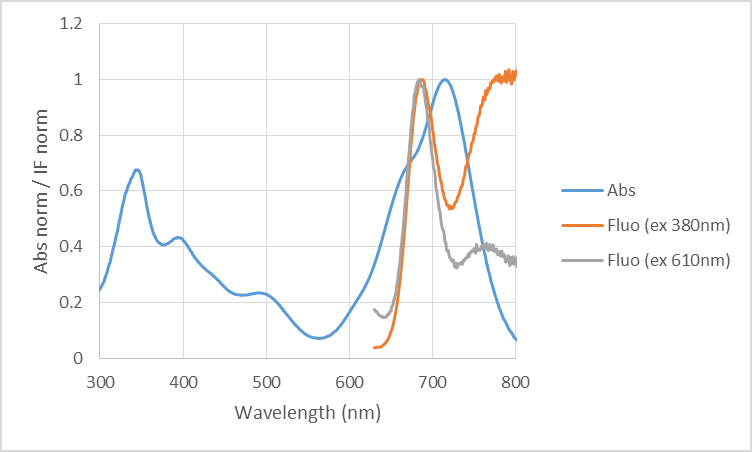 1.2
1
0.8
0.6
0.4
0.2
0
Abs norm / IF norm
300 400 500 600 700 800
Wavelength (nm)
Abs
Fluo (ex 380nm)
Fluo (ex 610nm)